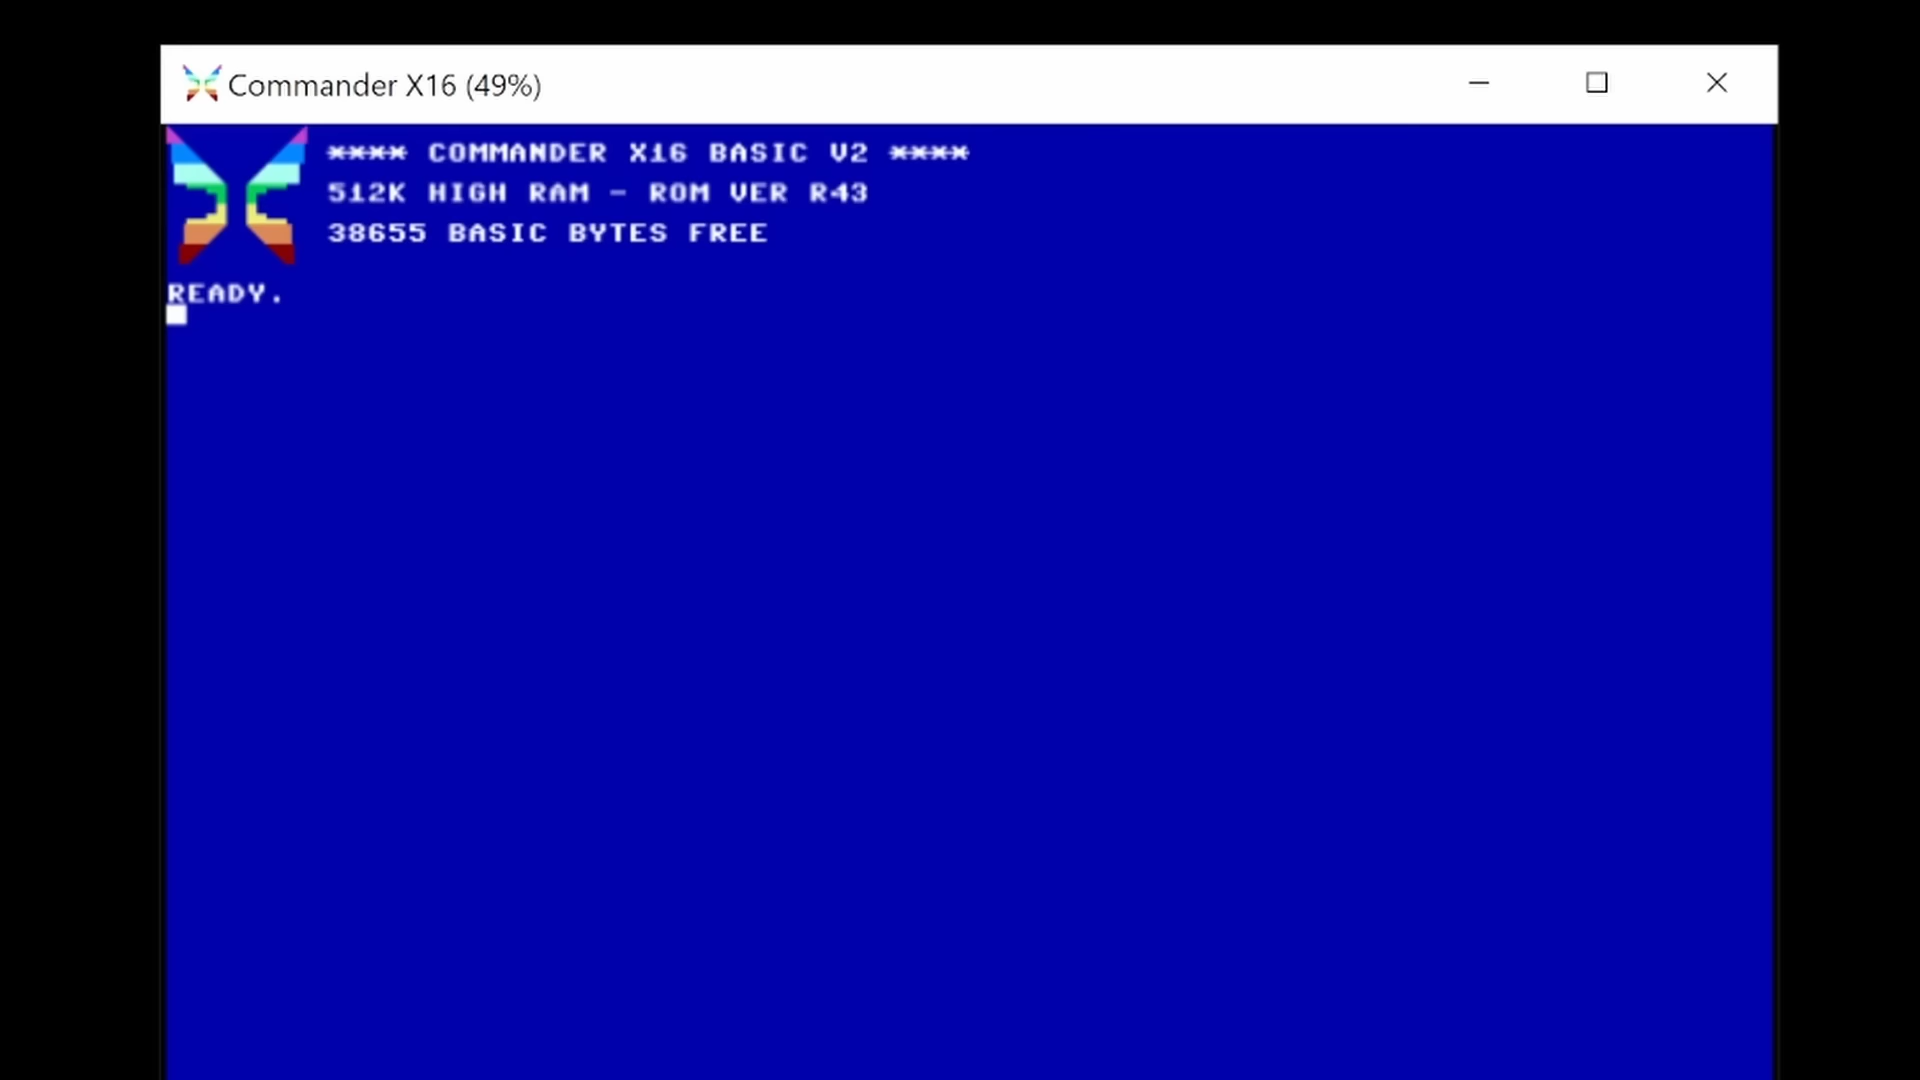 Commander X16 (49%)
**** COMMANDER X16 BASIC V2 ****
512K HIGH RAM - ROM VER R43
38655 BASIC BYTES FREE
READY.